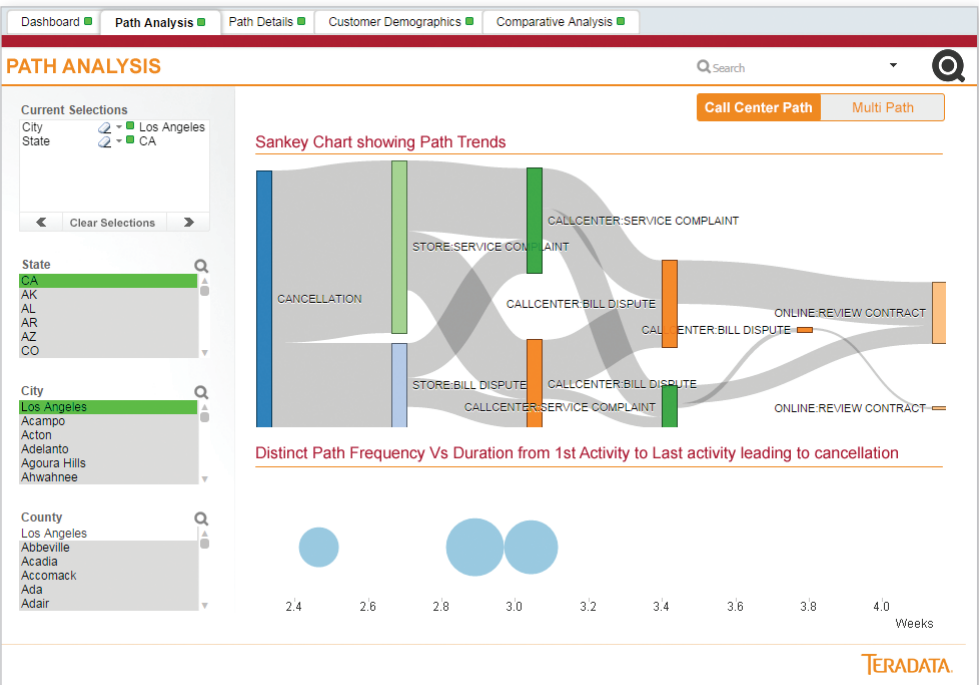 Dashboard Path Analysis Path Details Customer Demographics Comparative Analysis
PATH ANALYSIS
Search
Call Center Path Multi Path
Current Selections
City Los Angeles
State CA
Clear Selections
State
CA
AK
AL
AR
AZ
CO
City
Los Angeles
Acampo
Acton
Adelanto
Agoura Hills
Ahwahnee
County
Los Angeles
Abbeville
Acadia
Accomack
Ada
Adair
Sankey Chart showing Path Trends
CALLCENTER:SERVICE COMPLAINT
STORE:SERVICE COMPLAINT
CANCELLATION
CALLCENTER:BILL DISPUTE
ONLINE:REVIEW CONTRACT
CALLCENTER:BILL DISPUTE
STORE:BILL DISPUTE
CALLCENTER:BILL DISPUTE
CALLCENTER:SERVICE COMPLAINT
ONLINE:REVIEW CONTRACT
Distinct Path Frequency Vs Duration from 1st Activity to Last activity leading to cancellation
2.4 2.6 2.8 3.0 3.2 3.4 3.6 3.8 4.0
Weeks
TERADATA.